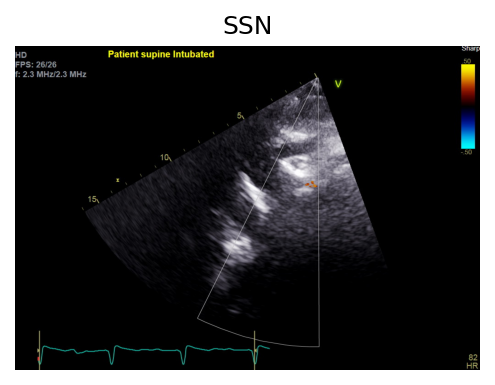 SSN
HD
FPS: 26/26
f: 2.3 MHz/2.3 MHz
Patient supine Intubated
Sharp
50
-50
V
5
10
x
15
82
HR